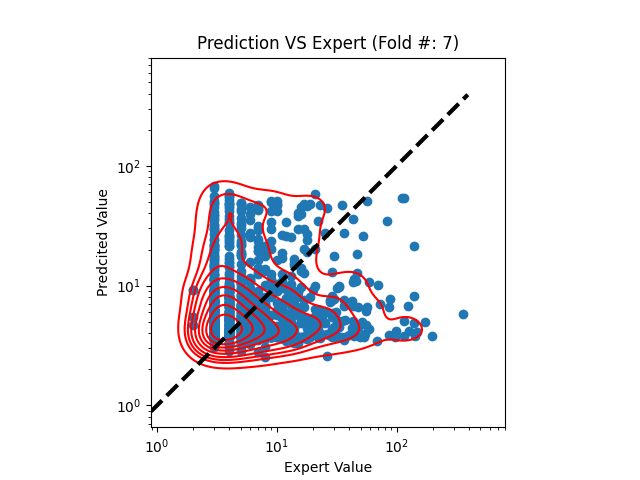 Prediction VS Expert (Fold #: 7)
Predcited Value
10²
10¹
10⁰
10⁰ 10¹ 10²
Expert Value